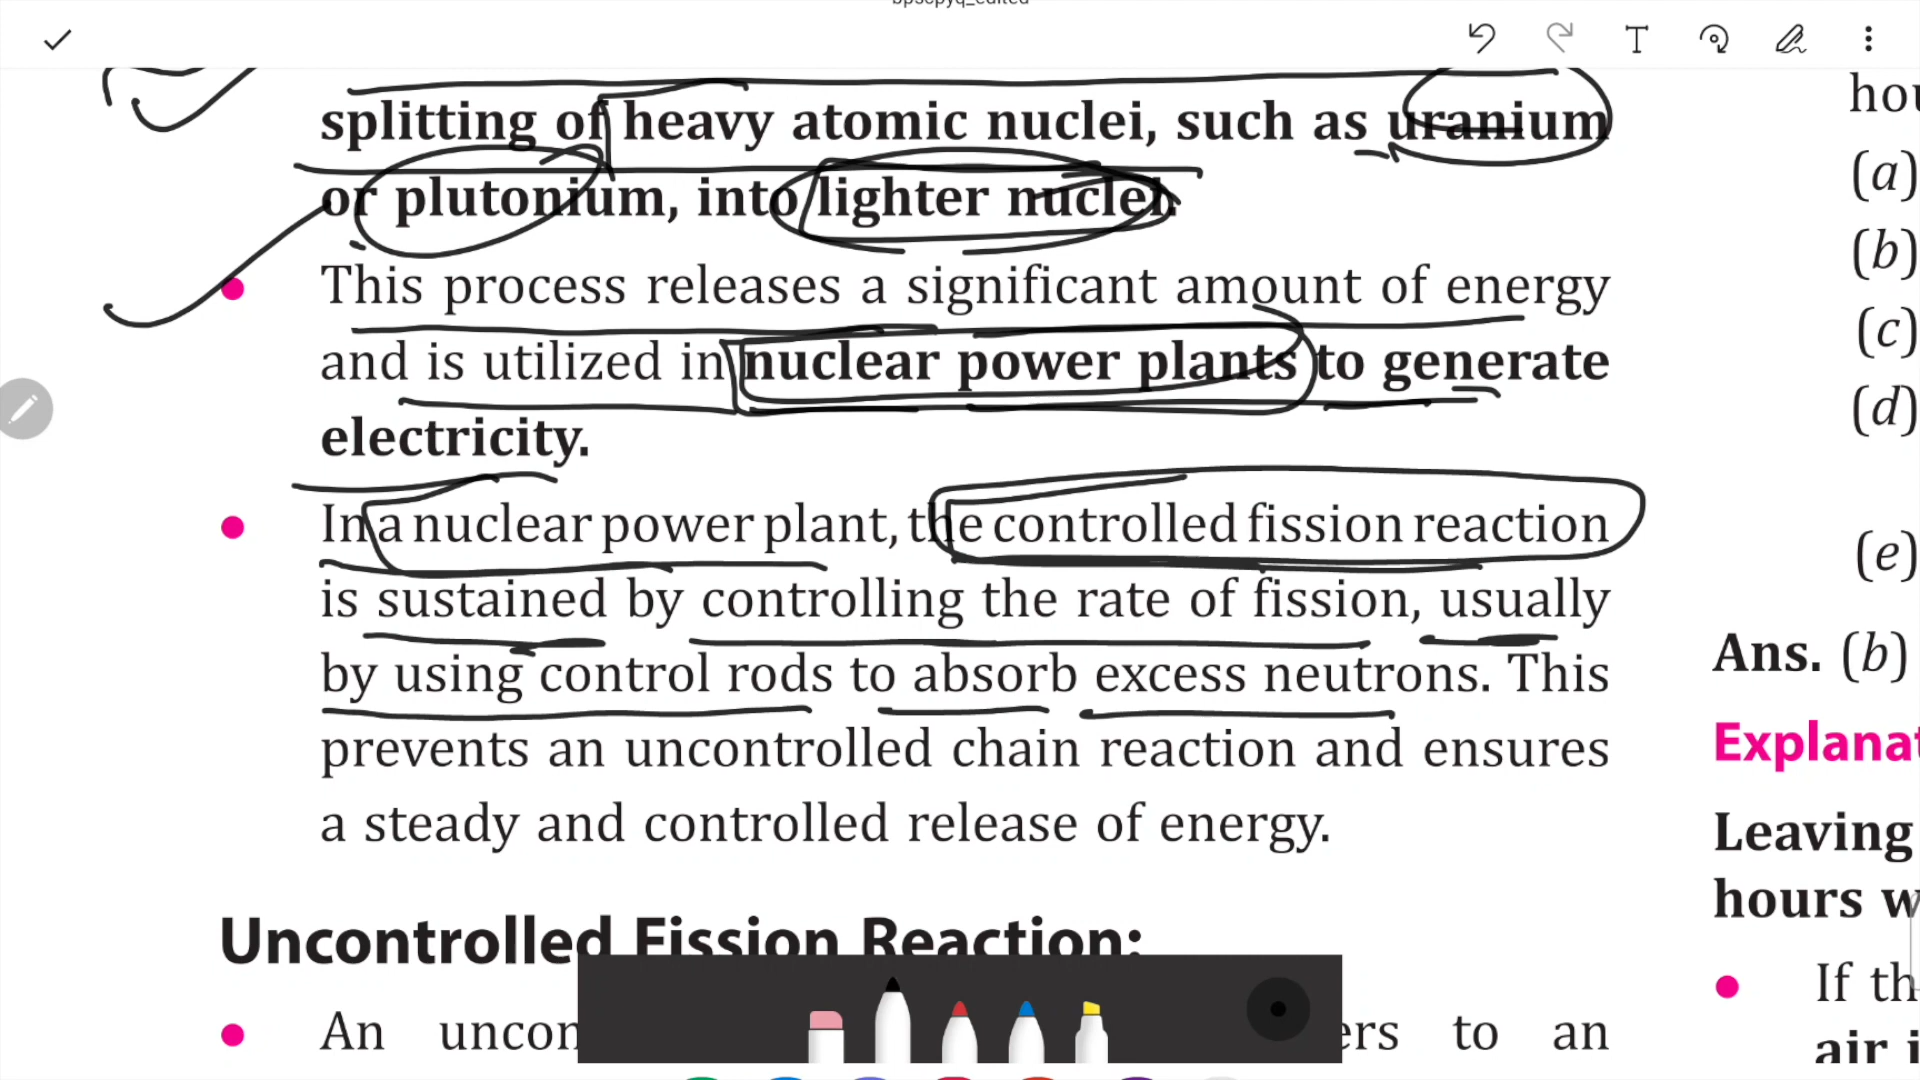 bpscpyq_edited
T
splitting of heavy atomic nuclei, such as uranium
or plutonium, into lighter nuclei.
This process releases a significant amount of energy
and is utilized in nuclear power plants to generate
electricity.
In a nuclear power plant, the controlled fission reaction
is sustained by controlling the rate of fission, usually
by using control rods to absorb excess neutrons. This
prevents an uncontrolled chain reaction and ensures
a steady and controlled release of energy.
Uncontrolled Fission Reaction:
An uncon ers to an
hou
(a)
(b)
(c)
(d)
(e)
Ans. (b)
Explanat
Leaving
hours w
If th
air i